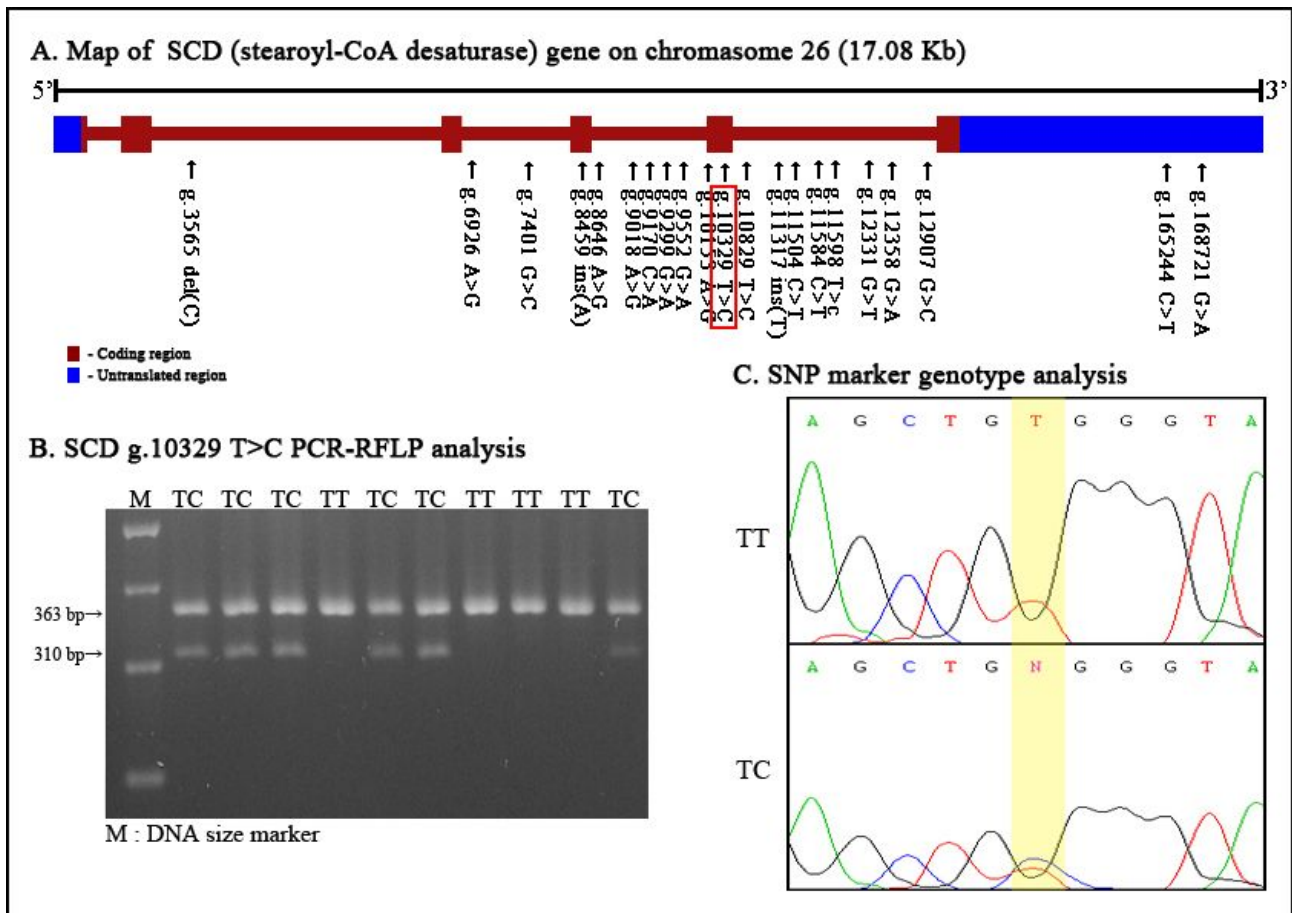 A. Map of SCD (stearoyl-CoA desaturase) gene on chromasome 26 (17.08 Kb)
5’ 3’
g.3565 del(C)
g.6926 A>G
g.7401 G>C
g.8459 ins(A)
g.8646 A>G
g.9018 A>G
g.9170 C>A
g.9299 G>A
g.9552 G>A
g.10153 A>G
g.10329 T>C
g.10829 T>C
g.11317 ins(T)
g.11504 C>T
g.11584 C>T
g.11598 T>c
g.12331 G>T
g.12358 G>A
g.12907 G>C
g.165244 C>T
g.168721 G>A
- Coding region
- Untranslated region
B. SCD g.10329 T>C PCR-RFLP analysis
M TC TC TC TT TC TC TT TT TT TC
363 bp→
310 bp→
M : DNA size marker
C. SNP marker genotype analysis
A G C T G T G G G T A
TT
A G C T G N G G G T A
TC